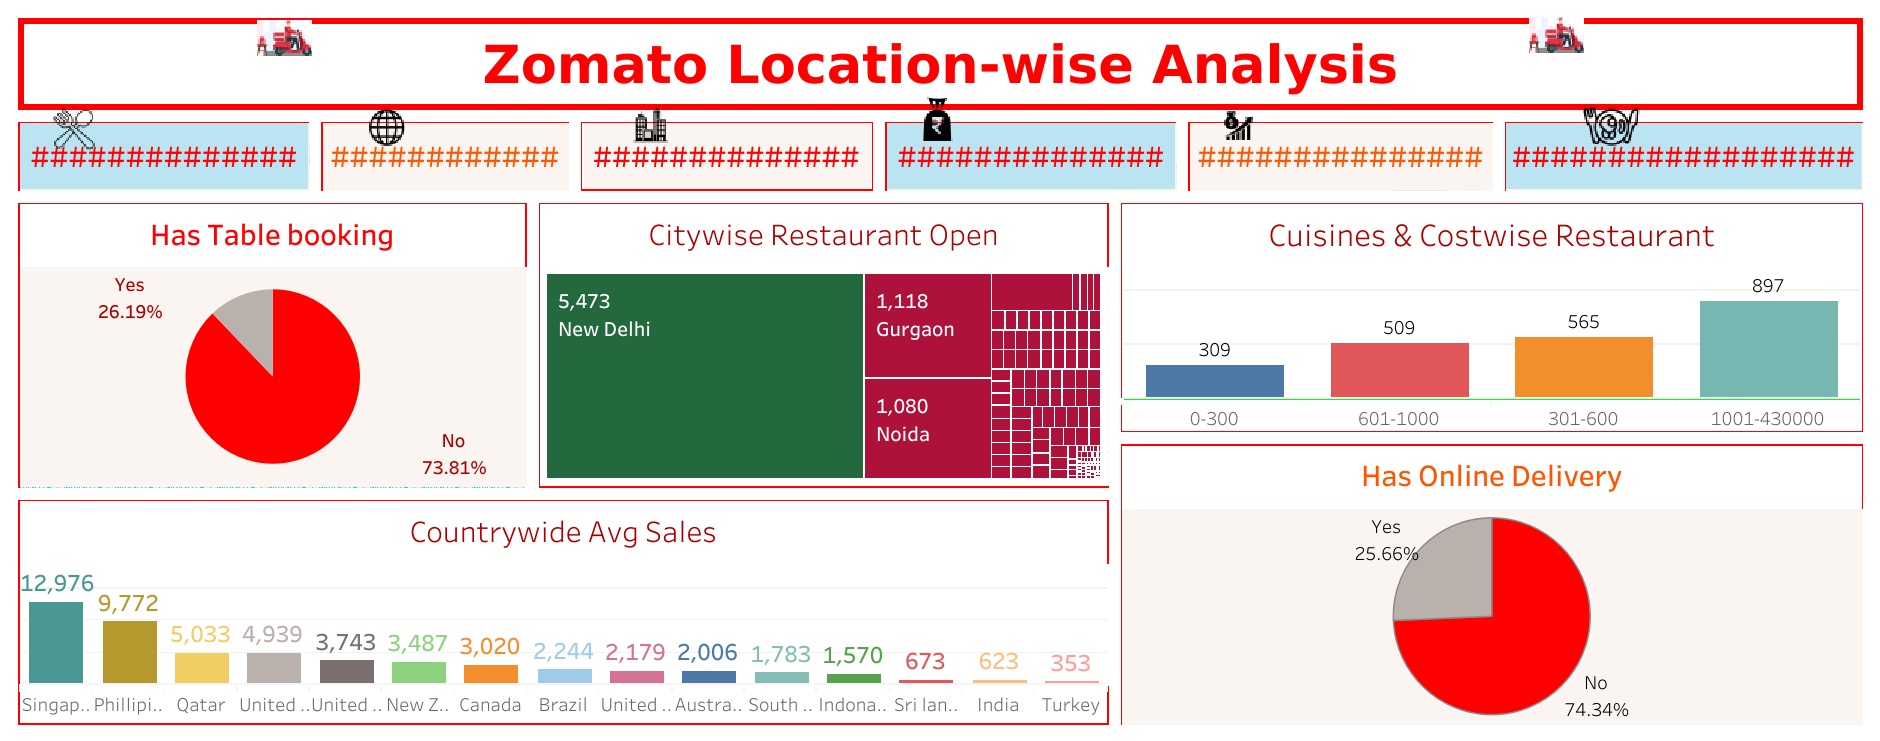 Zomato Location-wise Analysis
############## ############ ############## ############## ############### ##################
Has Table booking
Yes
26.19%
No
73.81%
Citywise Restaurant Open
5,473
New Delhi
1,118
Gurgaon
1,080
Noida
Cuisines & Costwise Restaurant
309 509 565 897
0-300 601-1000 301-600 1001-430000
Has Online Delivery
Yes
25.66%
No
74.34%
Countrywide Avg Sales
12,976 9,772 5,033 4,939 3,743 3,487 3,020 2,244 2,179 2,006 1,783 1,570 673 623 353
Singap.. Phillipi.. Qatar United .. United .. New Z.. Canada Brazil United .. Austra.. South .. Indona.. Sri lan.. India Turkey